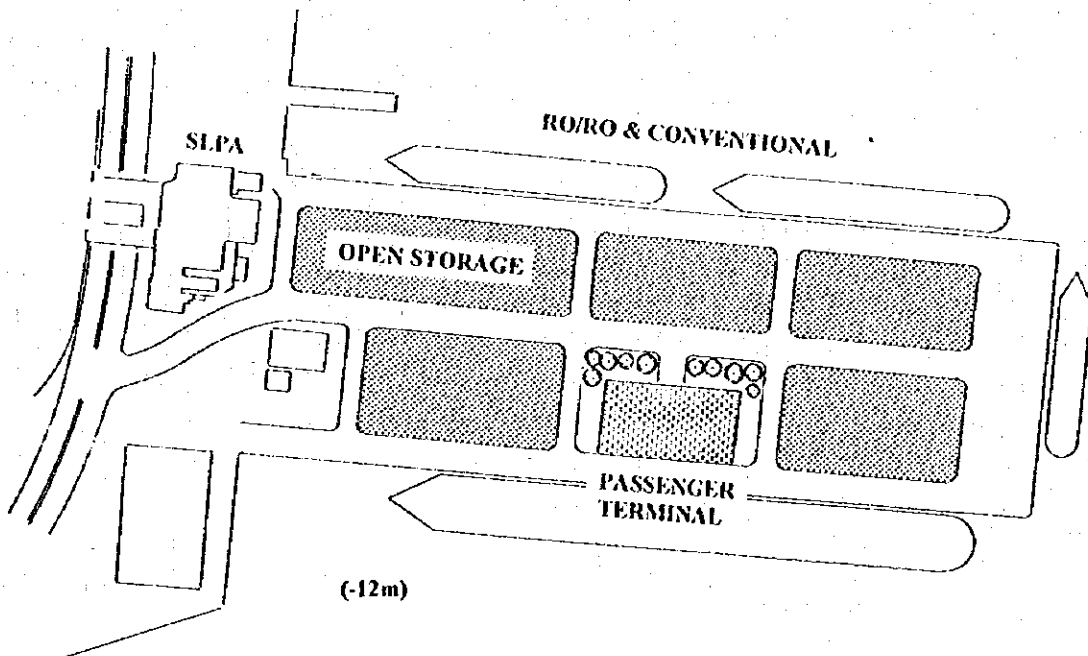 RO/RO & CONVENTIONAL
SLPA
OPEN STORAGE
PASSENGER
TERMINAL
(-12m)